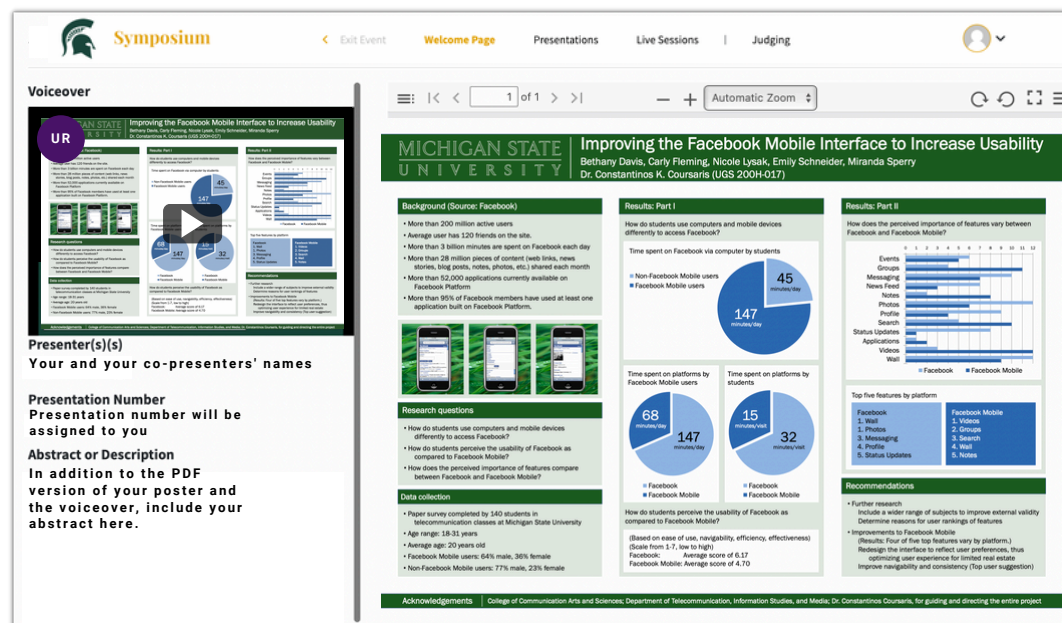 Symposium
Exit Event
Welcome Page
Presentations
Live Sessions
Judging
Voiceover
UR
Improving the Facebook Mobile Interface to Increase Usability
Bethany Davis, Carly Fleming, Nicole Lysak, Emily Schneider, Miranda Sperry
Dr. Constantinos K. Coursaris (UGS 200H-017)
Presenter(s)(s)
Your and your co-presenters' names
Presentation Number
Presentation number will be
assigned to you
Abstract or Description
In addition to the PDF
version of your poster and
the voiceover, include your
abstract here.
1 of 1
Automatic Zoom
MICHIGAN STATE
UNIVERSITY
Improving the Facebook Mobile Interface to Increase Usability
Bethany Davis, Carly Fleming, Nicole Lysak, Emily Schneider, Miranda Sperry
Dr. Constantinos K. Coursaris (UGS 200H-017)
Background (Source: Facebook)
• More than 200 million active users
• Average user has 120 friends on the site.
• More than 3 billion minutes are spent on Facebook each day
• More than 28 million pieces of content (web links, news
stories, blog posts, notes, photos, etc.) shared each month
• More than 52,000 applications currently available on
Facebook Platform
• More than 95% of Facebook members have used at least one
application built on Facebook Platform.
Research questions
• How do students use computers and mobile devices
differently to access Facebook?
• How do students perceive the usability of Facebook as
compared to Facebook Mobile?
• How does the perceived importance of features compare
between Facebook and Facebook Mobile?
Data collection
• Paper survey completed by 140 students in
telecommunication classes at Michigan State University
• Age range: 18-31 years
• Average age: 20 years old
• Facebook Mobile users: 64% male, 36% female
• Non-Facebook Mobile users: 77% male, 23% female
Results: Part I
How do students use computers and mobile devices
differently to access Facebook?
Time spent on Facebook via computer by students
Non-Facebook Mobile users
Facebook Mobile users
45
minutes/day
147
minutes/day
Time spent on platforms by
Facebook Mobile users
68
minutes/day
147
minutes/day
Facebook
Facebook Mobile
Time spent on platforms by
students
15
minutes/visit
32
minutes/visit
Facebook
Facebook Mobile
How do students perceive the usability of Facebook as
compared to Facebook Mobile?
(Based on ease of use, navigability, efficiency, effectiveness)
(Scale from 1-7, low to high)
Facebook: Average score of 6.17
Facebook Mobile: Average score of 4.70
Results: Part II
How does the perceived importance of features vary between
Facebook and Facebook Mobile?
0 1 2 3 4 5 6 7 8 9 10 11 12
Events
Groups
Messaging
News Feed
Notes
Photos
Profile
Search
Status Updates
Applications
Videos
Wall
Facebook Facebook Mobile
Top five features by platform
Facebook
1. Wall
1. Photos
3. Messaging
4. Profile
5. Status Updates
Facebook Mobile
1. Videos
2. Groups
3. Search
4. Wall
5. Notes
Recommendations
• Further research
Include a wider range of subjects to improve external validity
Determine reasons for user rankings of features
• Improvements to Facebook Mobile
(Results: Four of five top features vary by platform.)
Redesign the interface to reflect user preferences, thus
optimizing user experience for limited real estate
Improve navigability and consistency (Top user suggestion)
Acknowledgements College of Communication Arts and Sciences; Department of Telecommunication, Information Studies, and Media; Dr. Constantinos Coursaris, for guiding and directing the entire project